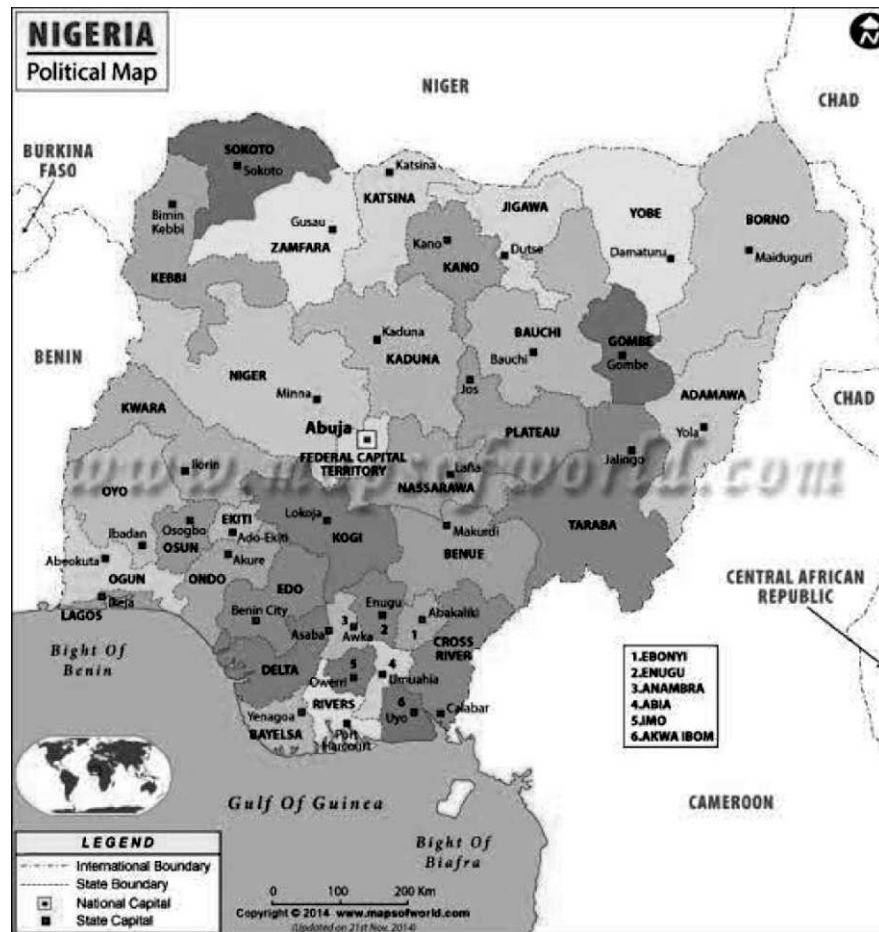 NIGERIA
Political Map
N
NIGER
CHAD
BURKINA
FASO
SOKOTO
Sokoto
Katsina
KATSINA
Bimin
Kebbi
Gusau
ZAMFARA
JIGAWA
YOBE
BORNO
Kano
KANO
Dutse
Damaturu
Maiduguri
KEBBI
BENIN
Kaduna
KADUNA
BAUCHI
Bauchi
GOMBE
Gombe
NIGER
Minna
Jos
ADAMAWA
CHAD
KWARA
Abuja
FEDERAL CAPITAL
TERRITORY
PLATEAU
Yola
Jalingo
www.mapsofworld.com
Ilorin
Lafia
NASSARAWA
OYO
TARABA
Lokoja
KOGI
EKITI
Ado-Ekiti
Osogbo
OSUN
Ibadan
Makurdi
BENUE
Abeokuta
Akure
OGUN
ONDO
EDO
CENTRAL AFRICAN
REPUBLIC
LAGOS
Ikeja
Benin City
Enugu
2
Abakaliki
1
3
Awka
Asaba
CROSS
RIVER
Bight Of
Benin
DELTA
5
Owerri
4
Umuahia
RIVERS
6
Uyo
Calabar
Yenagoa
BAYELSA
Port
Harcourt
1.EBONYI
2.ENUGU
3.ANAMBRA
4.ABIA
5.IMO
6.AKWA IBOM
Gulf Of Guinea
CAMEROON
Bight Of
Biafra
LEGEND
International Boundary
State Boundary
National Capital
State Capital
0 100 200 Km
Copyright © 2014 www.mapsofworld.com
(Updated on 21st Nov, 2014)